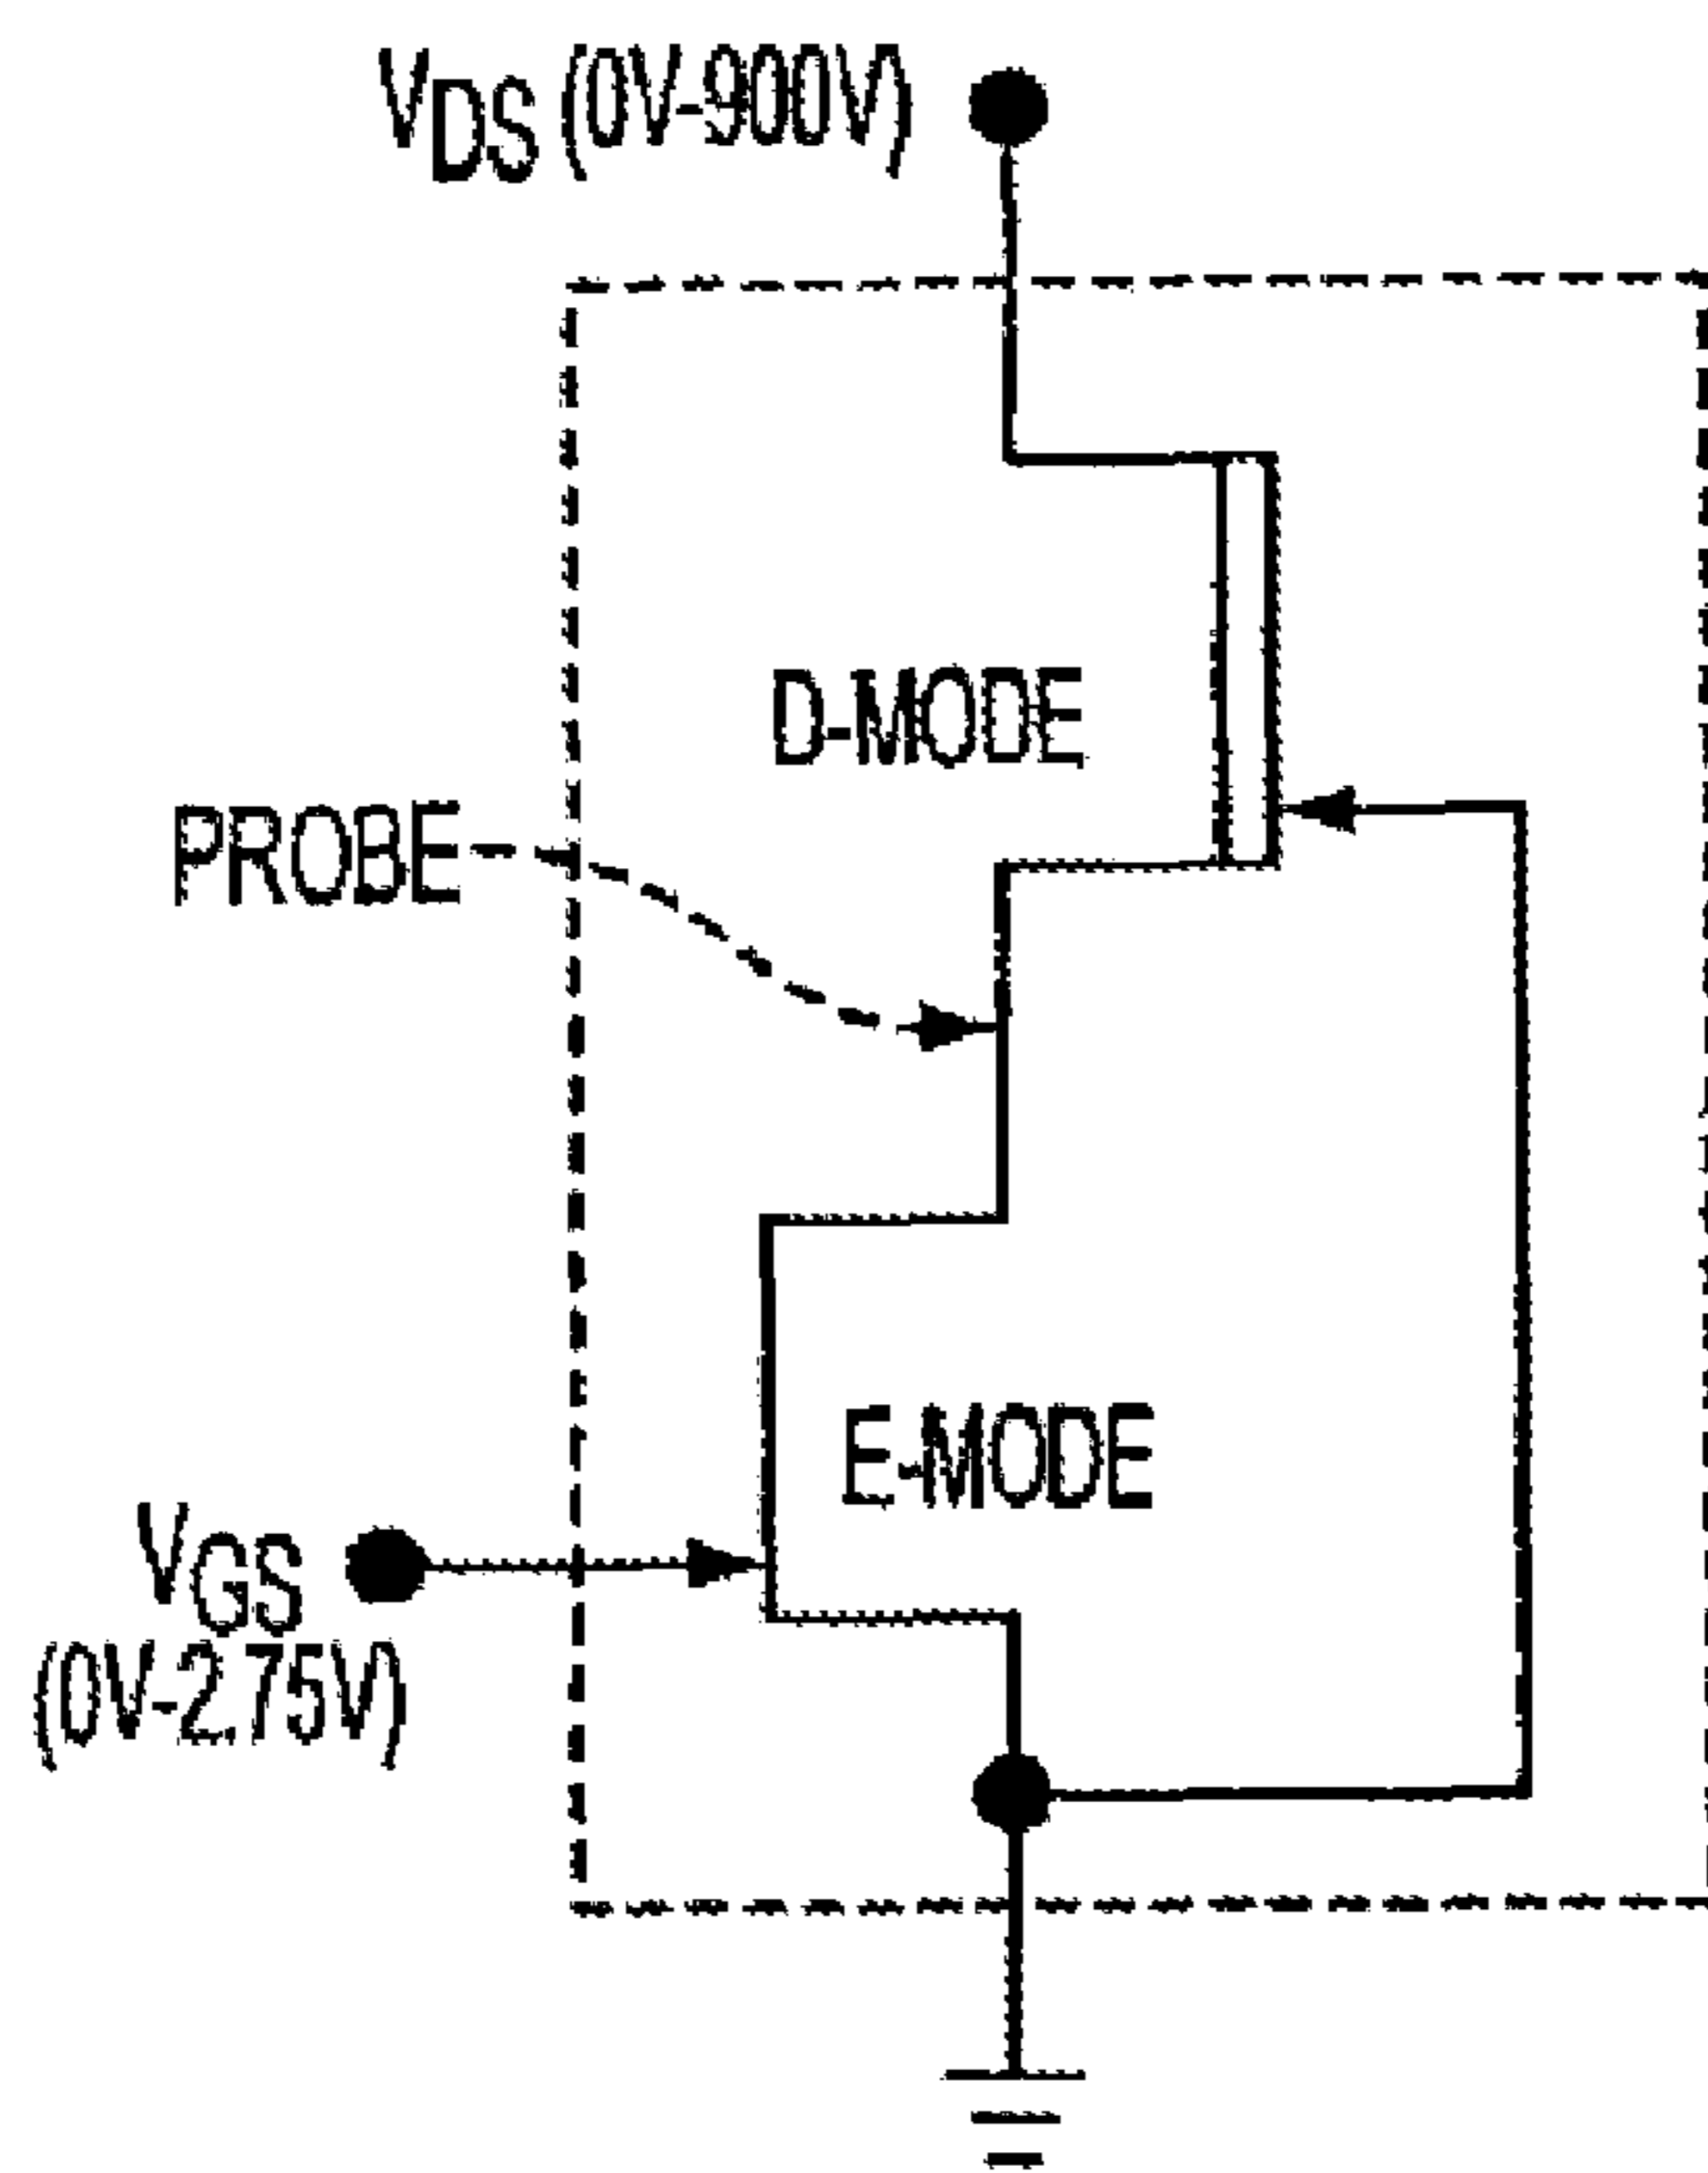 VDS (0V-900V)
D-MODE
PROBE
E-MODE
VGS
(0V-2.75V)